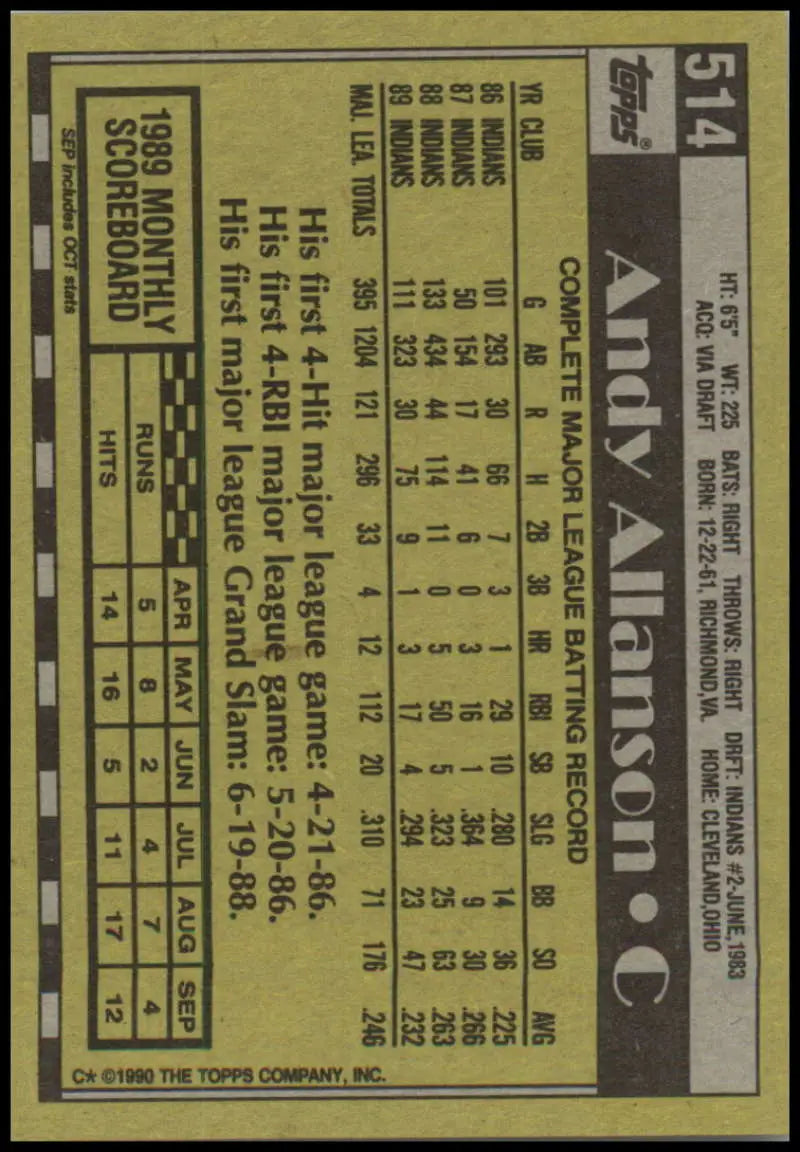 514
HT: 6'5" WT: 225 BATS: RIGHT THROWS: RIGHT DRFT: INDIANS #2-JUNE, 1983
ACQ: VIA DRAFT BORN: 12-22-61, RICHMOND, VA. HOME: CLEVELAND, OHIO
Topps®
Andy Allanson • C
COMPLETE MAJOR LEAGUE BATTING RECORD
YR CLUB G AB R H 2B 3B HR RBI SB SLG BB SO AVG
86 INDIANS 101 293 30 66 7 3 1 29 10 .280 14 36 .225
87 INDIANS 50 154 17 41 6 0 3 16 1 .364 9 30 .266
88 INDIANS 133 434 44 114 11 0 5 50 5 .323 25 63 .263
89 INDIANS 111 323 30 75 9 1 3 17 4 .294 23 47 .232
MAJ. LEA. TOTALS 395 1204 121 296 33 4 12 112 20 .310 71 176 .246
His first 4-Hit major league game: 4-21-86.
His first 4-RBI major league game: 5-20-86.
His first major league Grand Slam: 6-19-88.
1989 MONTHLY
SCOREBOARD
APR MAY JUN JUL AUG SEP
RUNS 5 8 2 4 7 4
HITS 14 16 5 11 17 12
SEP includes OCT stats
C* ©1990 THE TOPPS COMPANY, INC.